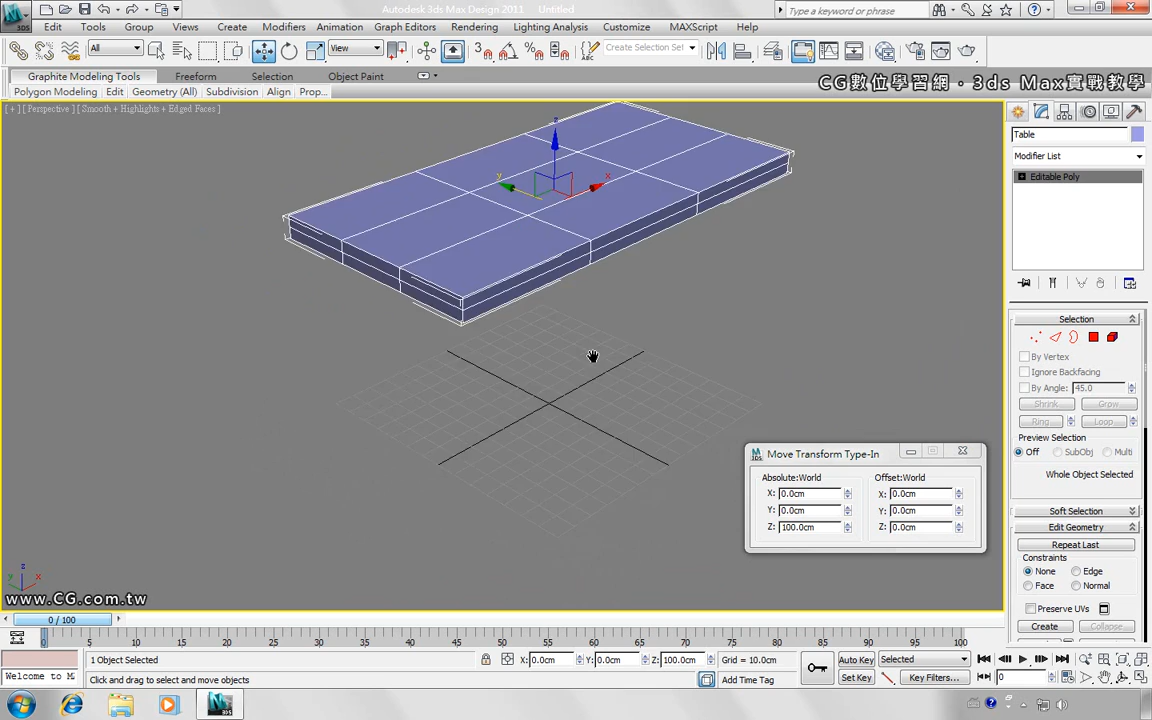 Autodesk 3ds Max Design 2011 Untitled
Type a keyword or phrase
Edit Tools Group Views Create Modifiers Animation Graph Editors Rendering Lighting Analysis Customize MAXScript Help
All View Create Selection Set
Graphite Modeling Tools Freeform Selection Object Paint
CG數位學習網・3ds Max實戰教學
Polygon Modeling Edit Geometry (All) Subdivision Align Prop...
[ + ] [ Perspective ] [ Smooth + Highlights + Edged Faces ]
Table
Modifier List
Editable Poly
z
y x
Selection
By Vertex
Ignore Backfacing
By Angle: 45.0
Shrink Grow
Ring Loop
Preview Selection
Off SubObj Multi
Whole Object Selected
Soft Selection
Edit Geometry
Repeat Last
Constraints
None Edge
Face Normal
Preserve UVs
Create Collapse
Move Transform Type-In
Absolute:World Offset:World
X: 0.0cm X: 0.0cm
Y: 0.0cm Y: 0.0cm
Z: 100.0cm Z: 0.0cm
z
y x
www.CG.com.tw
0 / 100
0 5 10 15 20 25 30 35 40 45 50 55 60 65 70 75 80 85 90 95 100
1 Object Selected X: 0.0cm Y: 0.0cm Z: 100.0cm Grid = 10.0cm Auto Key Selected
Welcome to M Click and drag to select and move objects Add Time Tag Set Key Key Filters... 0